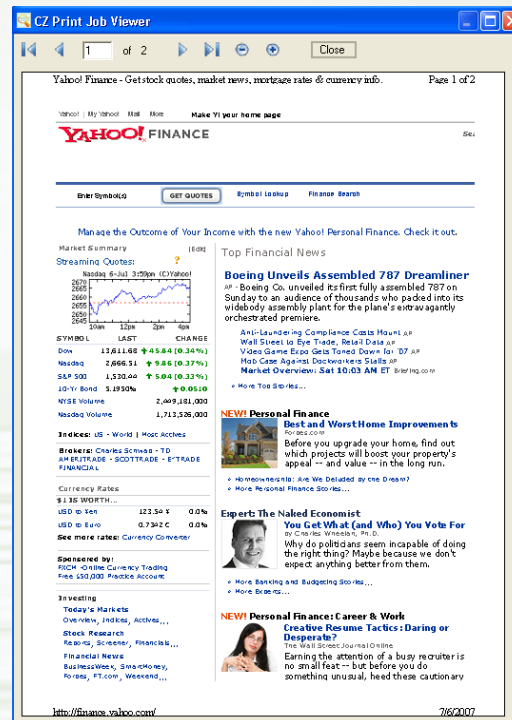 CZ Print Job Viewer
1 of 2 Close
Yahoo! Finance - Get stock quotes, market news, mortgage rates & currency info. Page 1 of 2
Yahoo! | My Yahoo! Mail More Make Y! your home page
YAHOO! FINANCE
Sea
Enter Symbol(s) GET QUOTES Symbol Lookup Finance Search
Manage the Outcome of Your Income with the new Yahoo! Personal Finance. Check it out.
Market Summary [Edit]
Streaming Quotes: ?
Nasdaq 6-Jul 3:59pm (C)Yahoo!
2670
2665
2660
2655
2650
2645
10am 12pm 2pm 4pm
SYMBOL LAST CHANGE
Dow 13,611.68 45.84 (0.34%)
Nasdaq 2,666.51 9.86 (0.37%)
S&P 500 1,530.44 5.04 (0.33%)
10-Yr Bond 5.1950% 0.0510
NYSE Volume 2,449,181,000
Nasdaq Volume 1,713,526,000
Indices: US - World | Most Actives
Brokers: Charles Schwab - TD
AMERITRADE - SCOTTRADE - E*TRADE
FINANCIAL
Currency Rates
$1 IS WORTH...
USD to Yen 123.54 ¥ 0.0%
USD to Euro 0.7342 € 0.0%
See more rates: Currency Converter
Sponsored by:
FXCM -Online Currency Trading
Free $50,000 Practice Account
Investing
Today's Markets
Overview, Indices, Actives,...
Stock Research
Reports, Screener, Financials,...
Financial News
BusinessWeek, SmartMoney,
Forbes, FT.com, Weekend,...
Top Financial News
Boeing Unveils Assembled 787 Dreamliner
AP - Boeing Co. unveiled its first fully assembled 787 on
Sunday to an audience of thousands who packed into its
widebody assembly plant for the plane's extravagantly
orchestrated premiere.
Anti-Laundering Compliance Costs Mount AP
Wall Street to Eye Trade, Retail Data AP
Video Game Expo Gets Toned Down for '07 AP
Mob Case Against Dockworkers Stalls AP
Market Overview: Sat 10:03 AM ET Briefing.com
» More Top Stories...
NEW! Personal Finance
Best and Worst Home Improvements
Forbes.com
Before you upgrade your home, find out
which projects will boost your property's
appeal -- and value -- in the long run.
» Homeownership: Are We Deluded by the Dream?
» More Personal Finance Stories...
Expert: The Naked Economist
You Get What (and Who) You Vote For
by Charles Wheelan, Ph.D.
Why do politicians seem incapable of doing
the right thing? Maybe because we don't
expect anything better from them.
» More Banking and Budgeting Stories...
» More Experts...
NEW! Personal Finance: Career & Work
Creative Resume Tactics: Daring or
Desperate?
The Wall Street Journal Online
Earning the attention of a busy recruiter is
no small feat -- but before you do
something unusual, heed these cautionary
http://finance.yahoo.com/ 7/6/2007